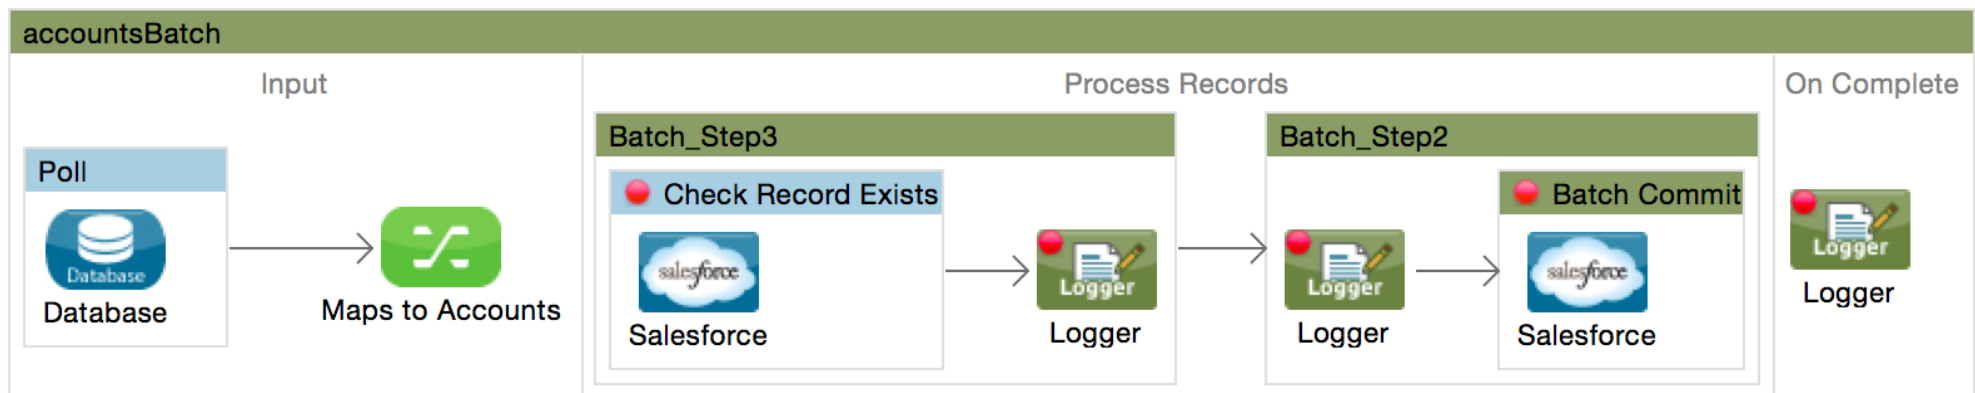 accountsBatch
Input
Process Records
On Complete
Poll
Database
Database
Maps to Accounts
Batch_Step3
Check Record Exists
salesforce
Salesforce
Logger
Logger
Batch_Step2
Logger
Logger
Batch Commit
salesforce
Salesforce
Logger
Logger